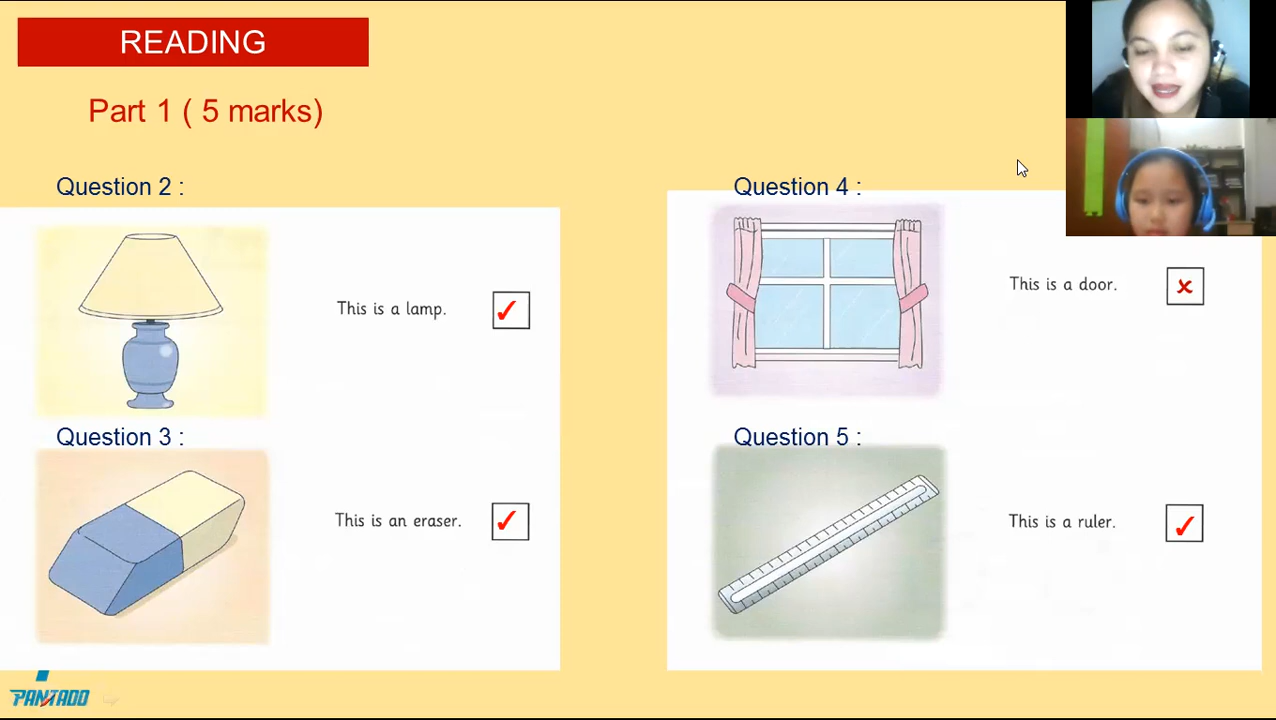 READING
Part 1 ( 5 marks)
Question 2 :
This is a lamp.
Question 3 :
This is an eraser.
Question 4 :
This is a door.
Question 5 :
This is a ruler.
PANTADO